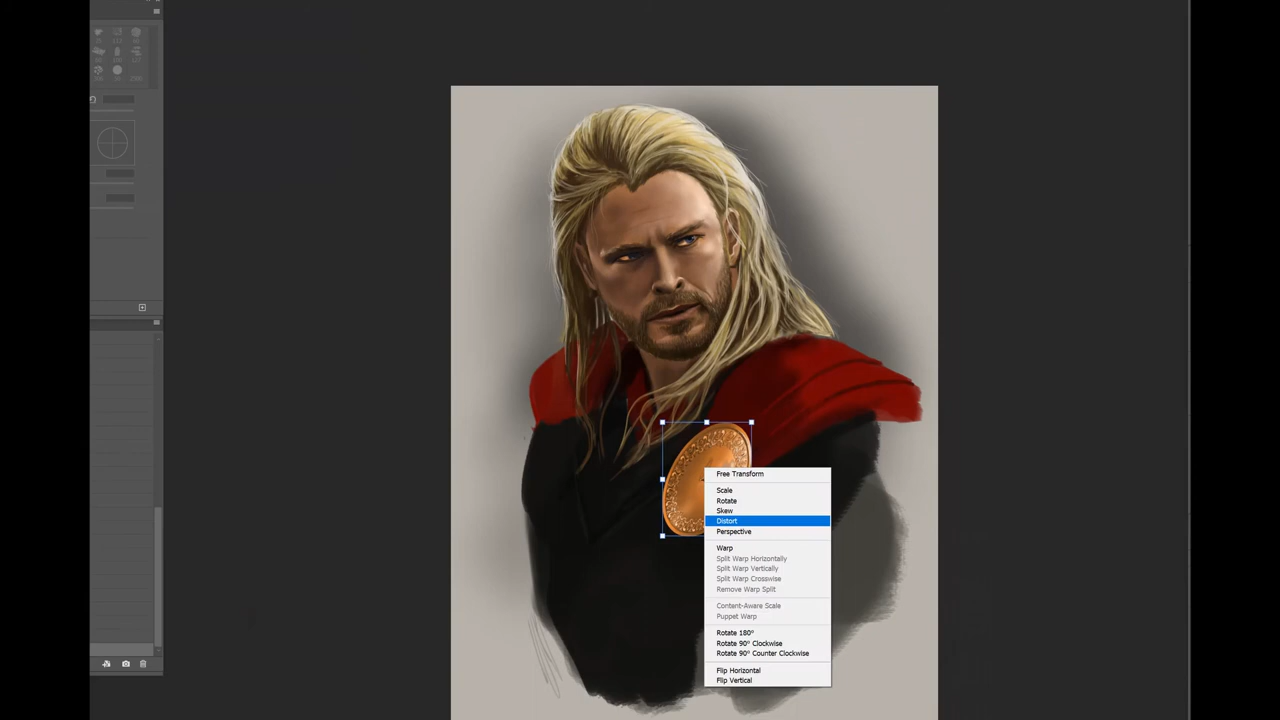 Free Transform
Scale
Rotate
Skew
Distort
Perspective
Warp
Split Warp Horizontally
Split Warp Vertically
Split Warp Crosswise
Remove Warp Split
Content-Aware Scale
Puppet Warp
Rotate 180°
Rotate 90° Clockwise
Rotate 90° Counter Clockwise
Flip Horizontal
Flip Vertical